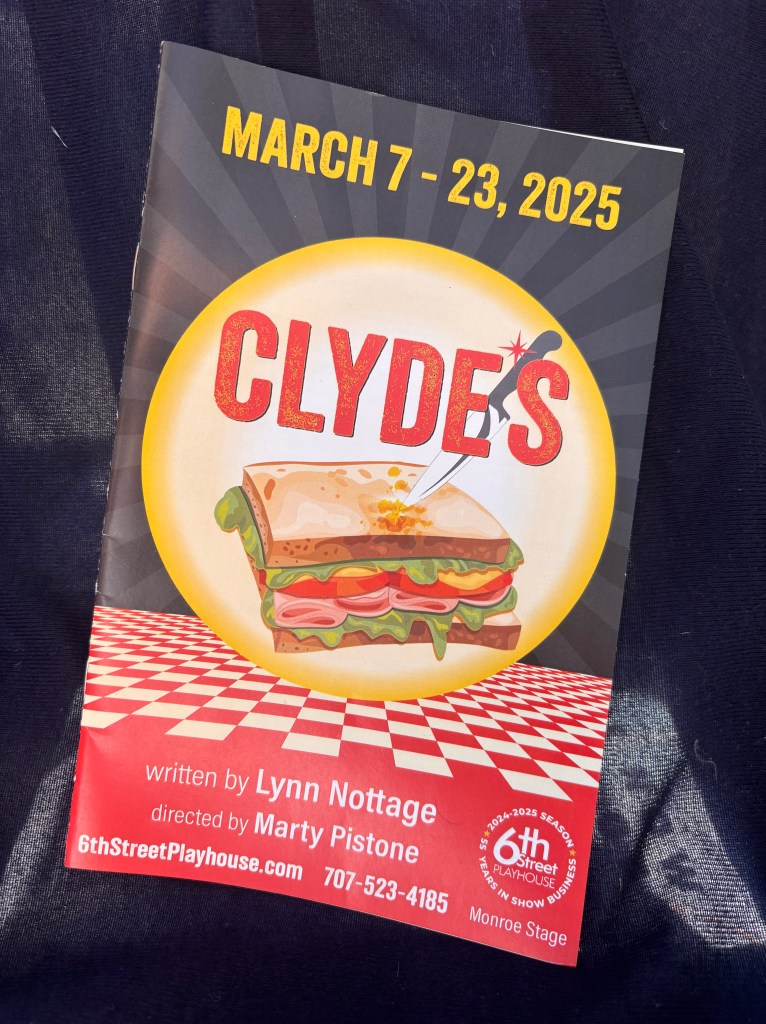 MARCH 7 - 23, 2025
CLYDE'S
written by Lynn Nottage
directed by Marty Pistone
6thStreetPlayhouse.com 707-523-4185
2024-2025 SEASON
6th
Street
PLAYHOUSE
55 YEARS IN SHOW BUSINESS
Monroe Stage